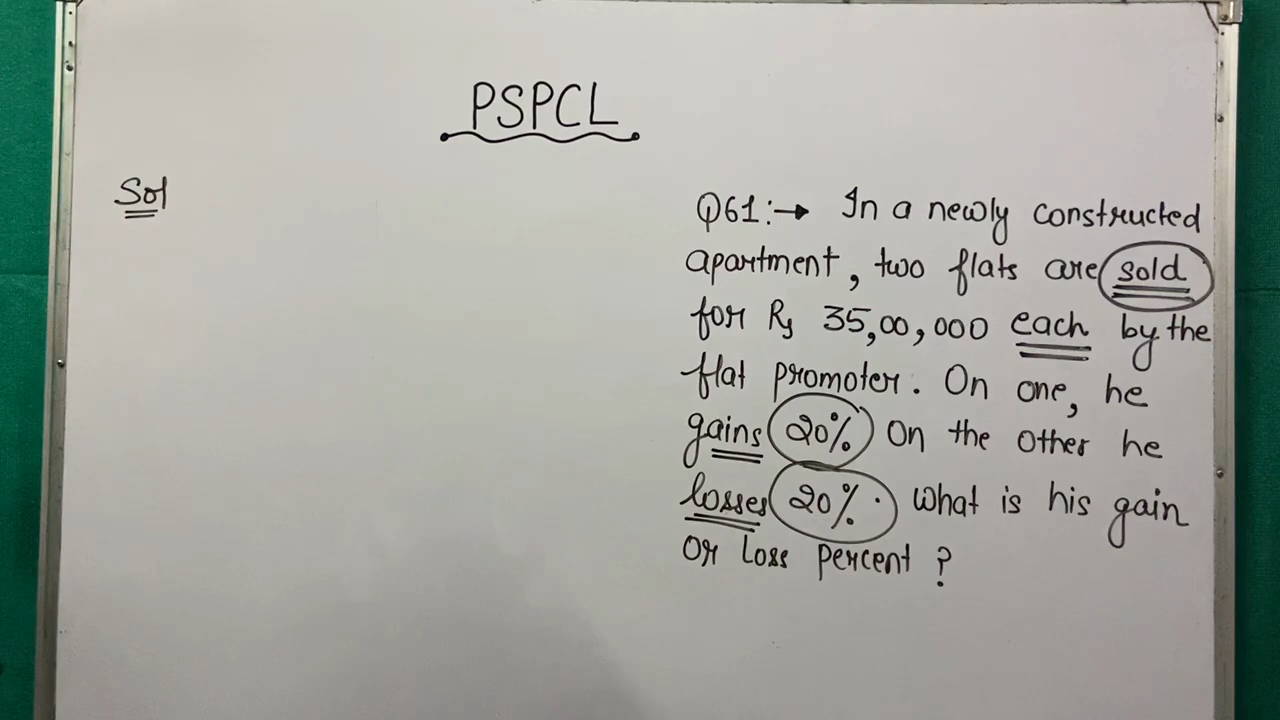 PSPCL
Sol
Q61:→ In a newly constructed
apartment, two flats are sold
for Rs 35,00,000 each by the
flat promoter. On one, he
gains 20% On the other he
losses 20%. What is his gain
or loss percent ?